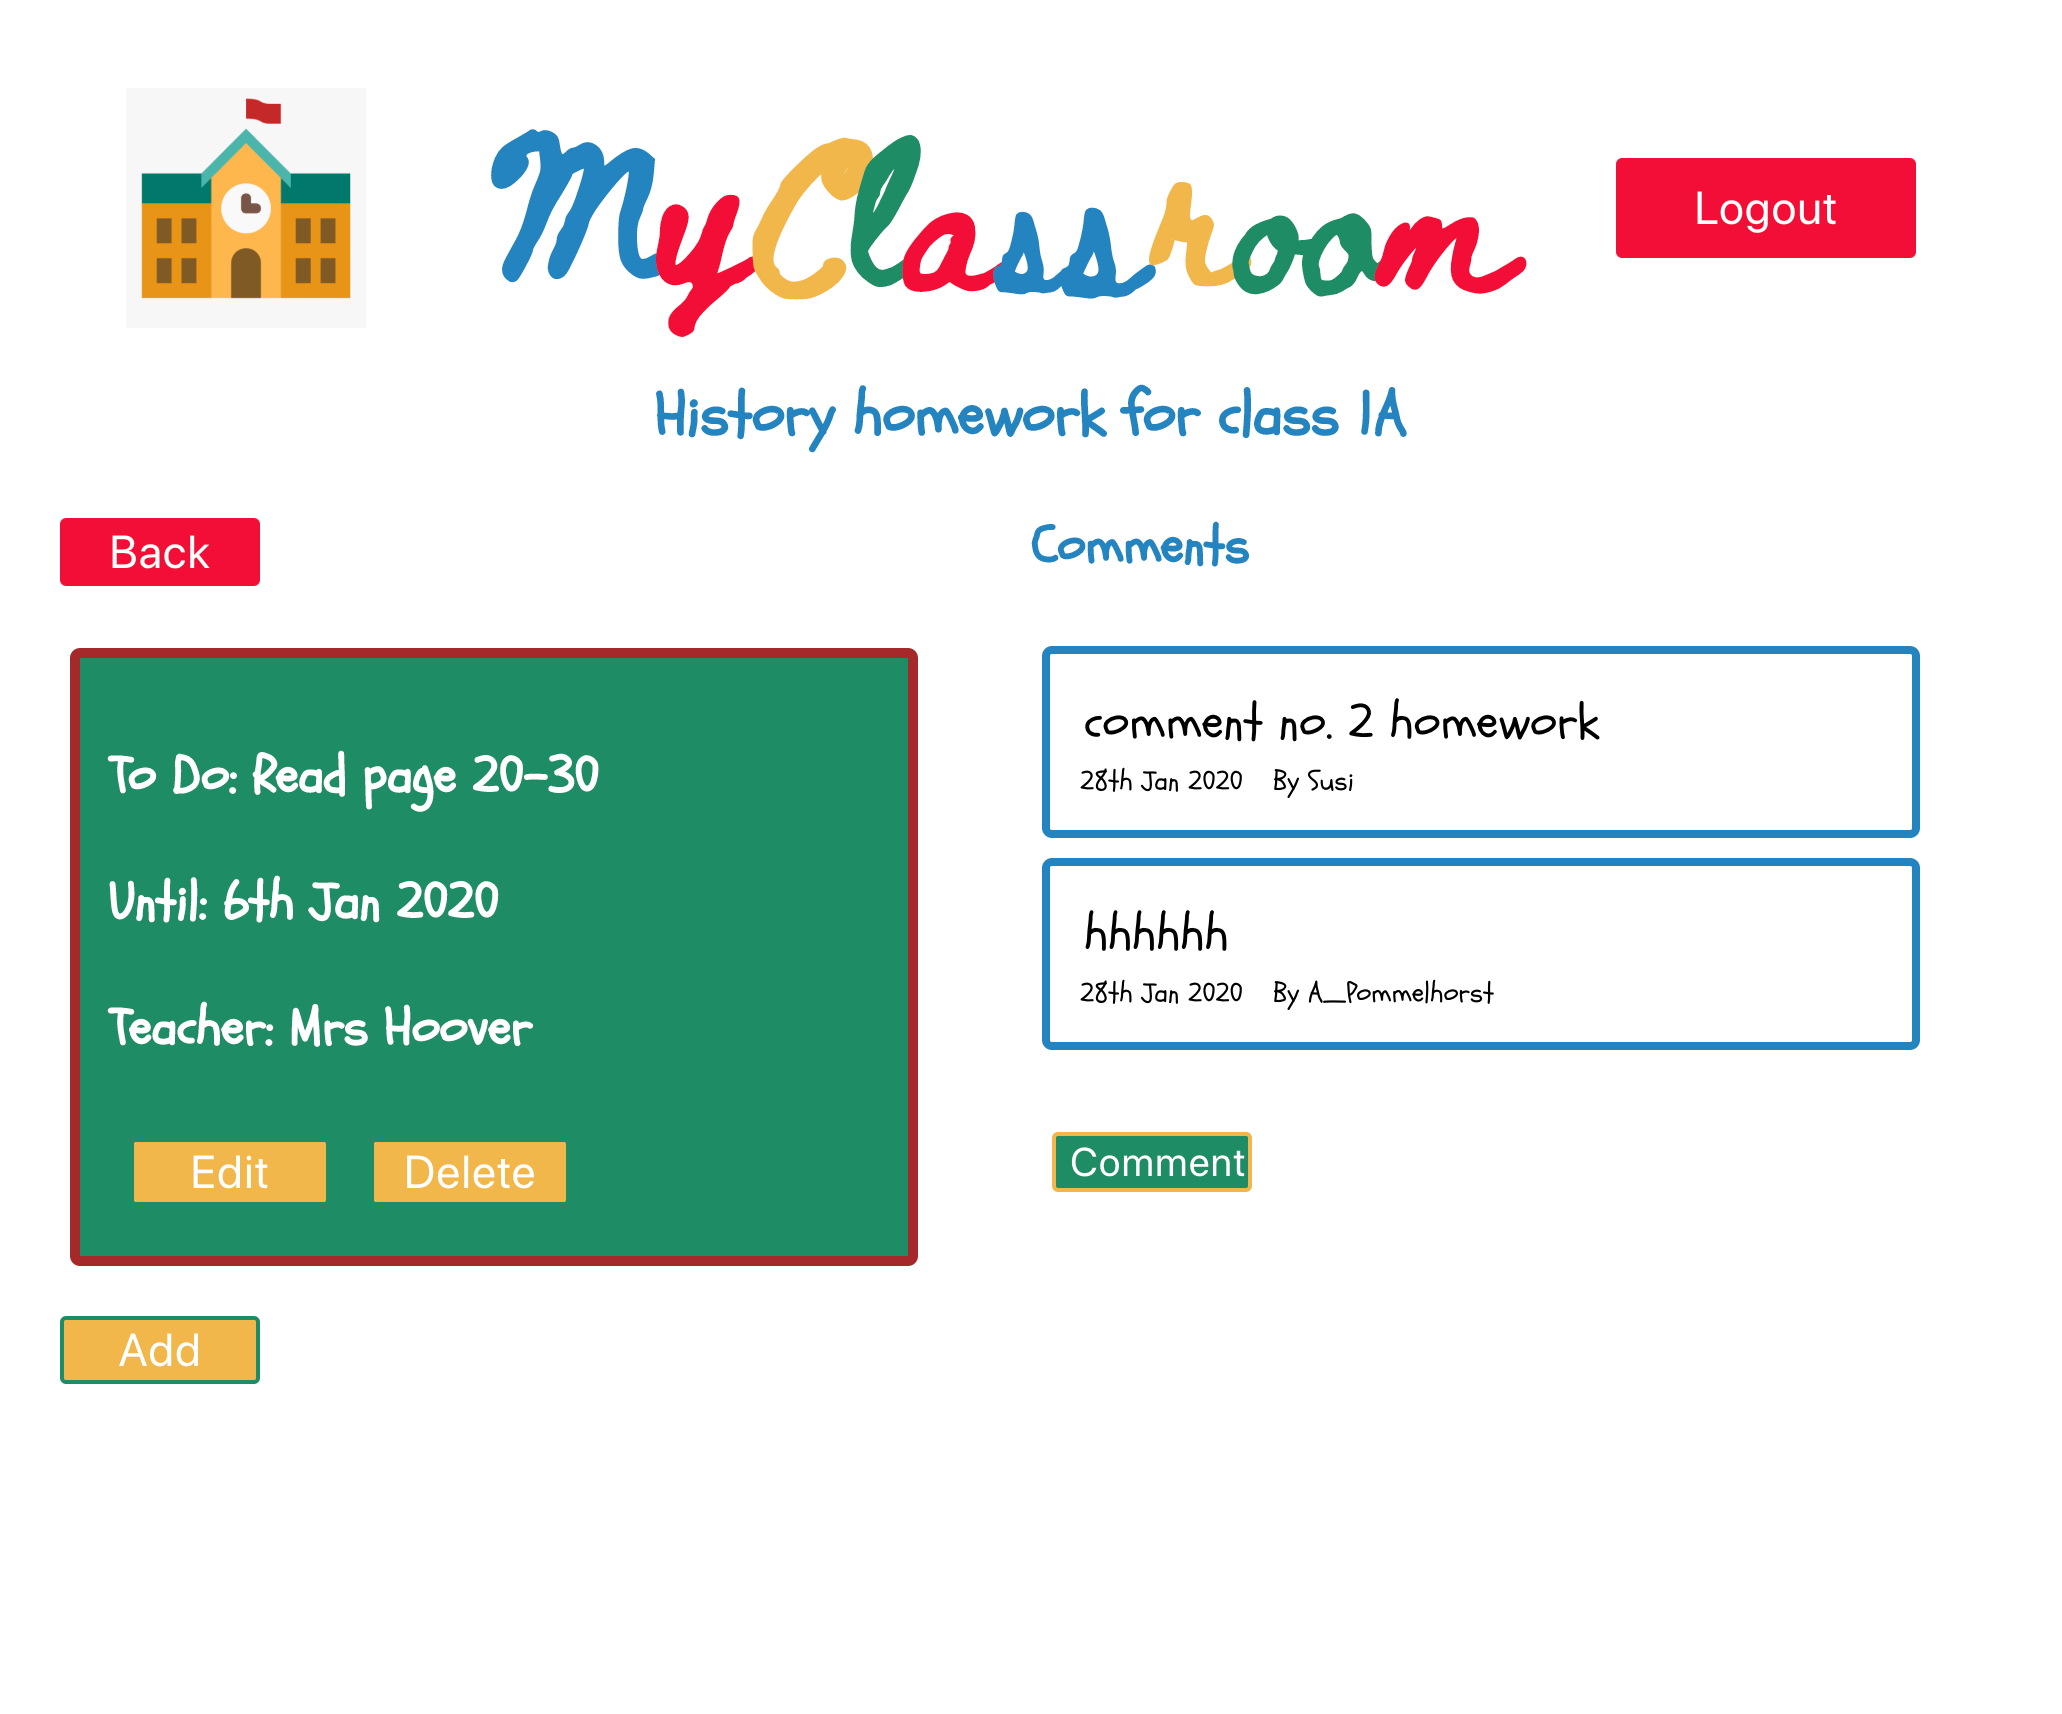 MyClassroom
Logout
History homework for class 1A
Back
Comments
To Do: Read page 20-30
Until: 6th Jan 2020
Teacher: Mrs Hoover
Edit Delete
Add
comment no. 2 homework
28th Jan 2020 By Susi
hhhhhh
28th Jan 2020 By A_Pommelhorst
Comment